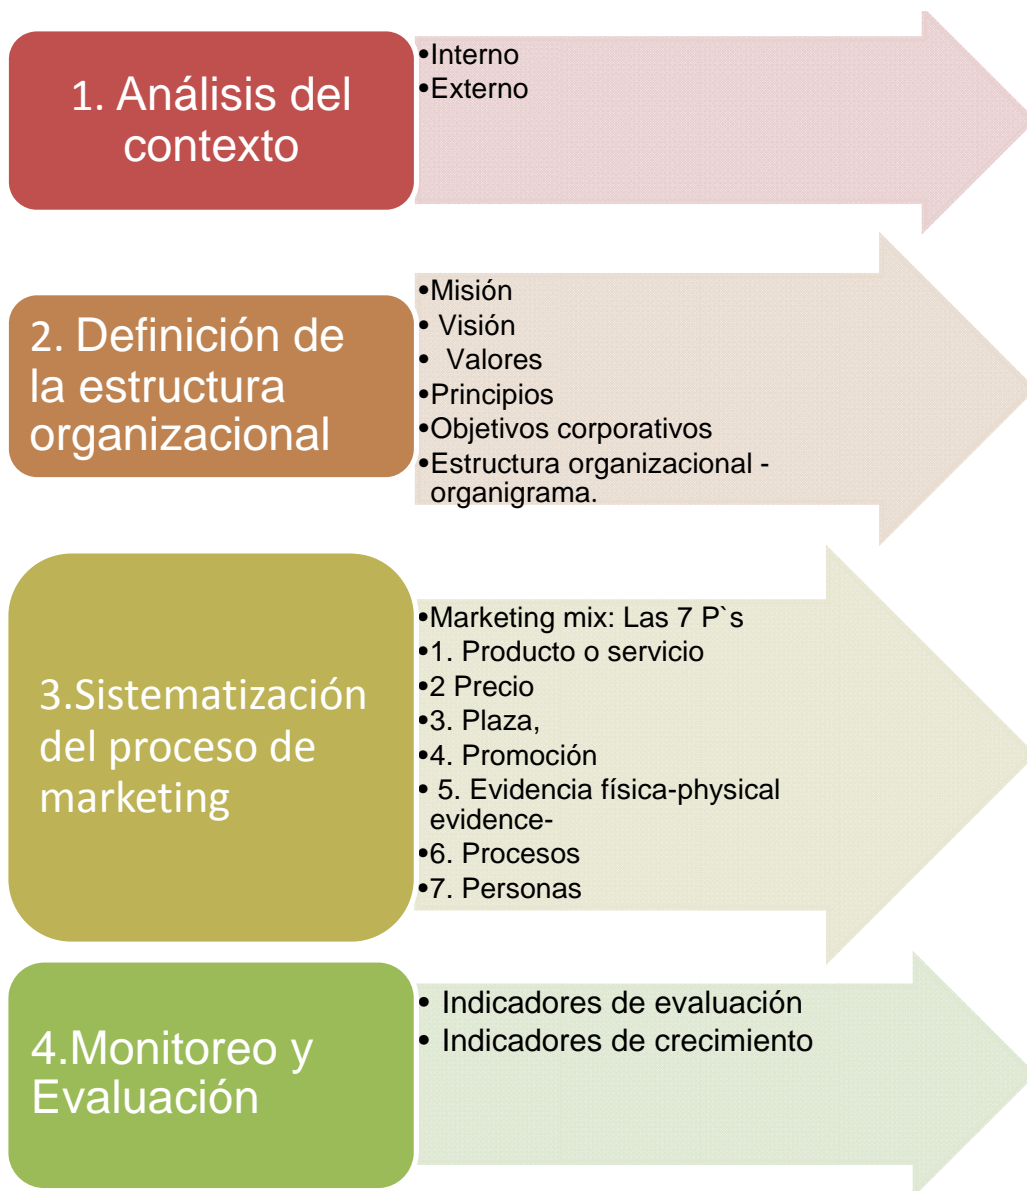 1. Análisis del
contexto
•Interno
•Externo
2. Definición de
la estructura
organizacional
•Misión
• Visión
•  Valores
•Principios
•Objetivos corporativos
•Estructura organizacional -
organigrama.
3.Sistematización
del proceso de
marketing
•Marketing mix: Las 7 P`s
•1. Producto o servicio
•2 Precio
•3. Plaza,
•4. Promoción
• 5. Evidencia física-physical
evidence-
•6. Procesos
•7. Personas
4.Monitoreo y
Evaluación
• Indicadores de evaluación
• Indicadores de crecimiento